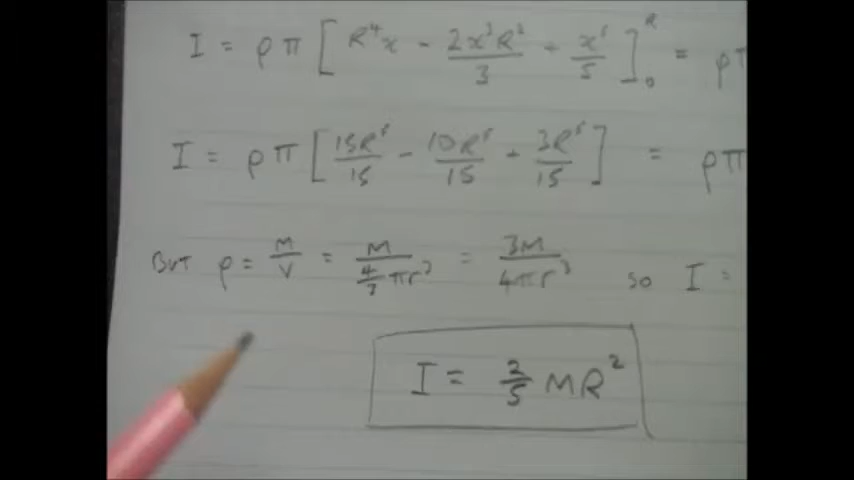 I = ρπ [ R⁴x - 2x³R²/3 + x⁵/5 ]₀ᴿ = ρπ
I = ρπ [ 15R⁵/15 - 10R⁵/15 + 3R⁵/15 ] = ρπ
BUT ρ = M/V = M/(4/3 πr³) = 3M/4πr³ so I =
I = 2/5 MR²